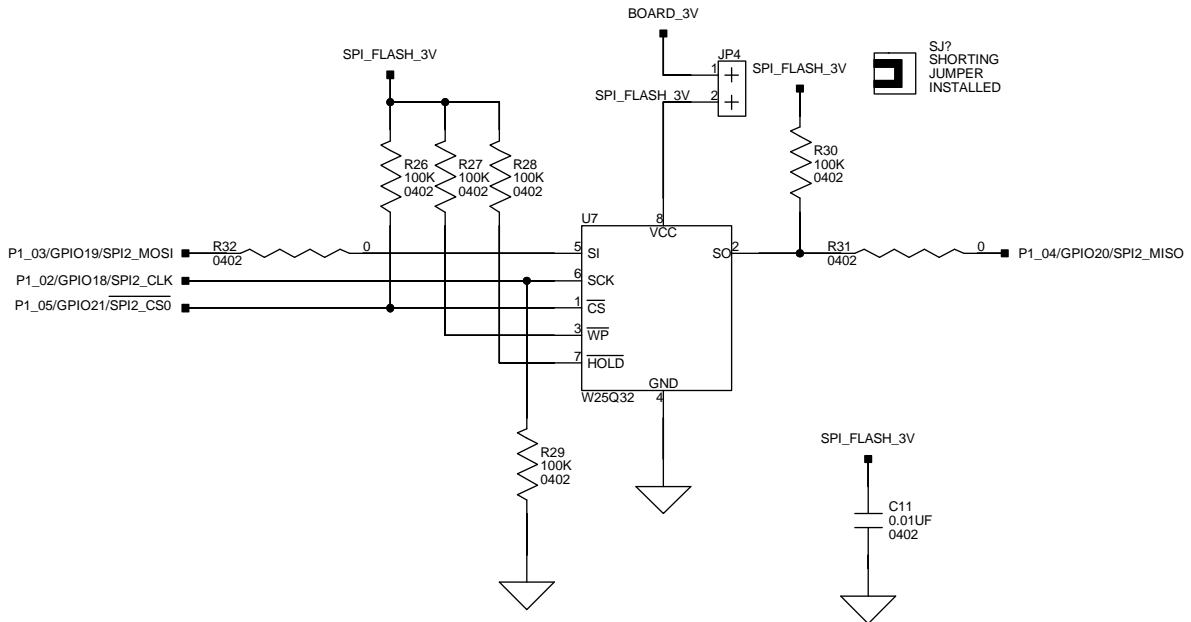 BOARD_3V
SPI_FLASH_3V
JP4
1
SPI_FLASH_3V
SJ?
SHORTING
JUMPER
INSTALLED
SPI_FLASH_3V
2
R26
100K
0402
R27
100K
0402
R28
100K
0402
R30
100K
0402
U7
8
VCC
P1_03/GPIO19/SPI2_MOSI
R32
0402
0
5
SI
SO
2
R31
0402
0
P1_04/GPIO20/SPI2_MISO
P1_02/GPIO18/SPI2_CLK
6
SCK
P1_05/GPIO21/SPI2_CS0
1
CS
3
WP
7
HOLD
GND
W25Q32
4
R29
100K
0402
SPI_FLASH_3V
C11
0.01UF
0402